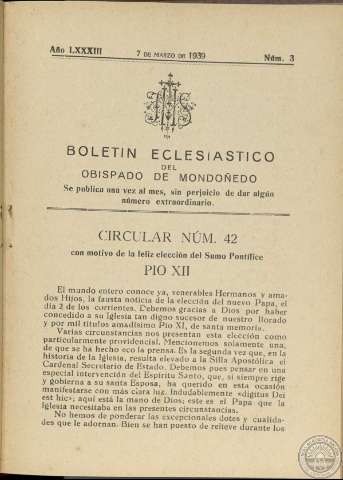 Año LXXXIII
7 DE MARZO DE 1939
Núm. 3
BOLETIN ECLESIASTICO
DEL
OBISPADO DE MONDOÑEDO
Se publica una vez al mes, sin perjuicio de dar algún
número extraordinario.
CIRCULAR NÚM. 42
con motivo de la feliz elección del Sumo Pontífice
PIO XII
El mundo entero conoce ya, venerables Hermanos y ama-
dos Hijos, la fausta noticia de la elección del nuevo Papa, el
día 2 de los corrientes. Debemos gracias a Dios por haber
concedido a su Iglesia tan digno sucesor de nuestro llorado
y por mil títulos amadísimo Pío XI, de santa memoria.
Varias circunstancias nos presentan esta elección como
particularmente providencial. Mencionemos solamente una,
de que se ha hecho eco la prensa. Es la segunda vez que, en la
historia de la Iglesia, resulta elevado a la Silla Apostólica el
Cardenal Secretario de Estado. Debemos pues pensar en una
especial intervención del Espíritu Santo, que, si siempre rige
y gobierna a su santa Esposa, ha querido en esta ocasión
manifestarse con más clara luz. Indudablemente «digitus Dei
est hic»; aquí está la mano de Dios; este es el Papa que la
Iglesia necesitaba en las presentes circunstancias.
No hemos de ponderar las excepcionales dotes y cualida-
des que le adornan. Bien se han puesto de relieve durante los